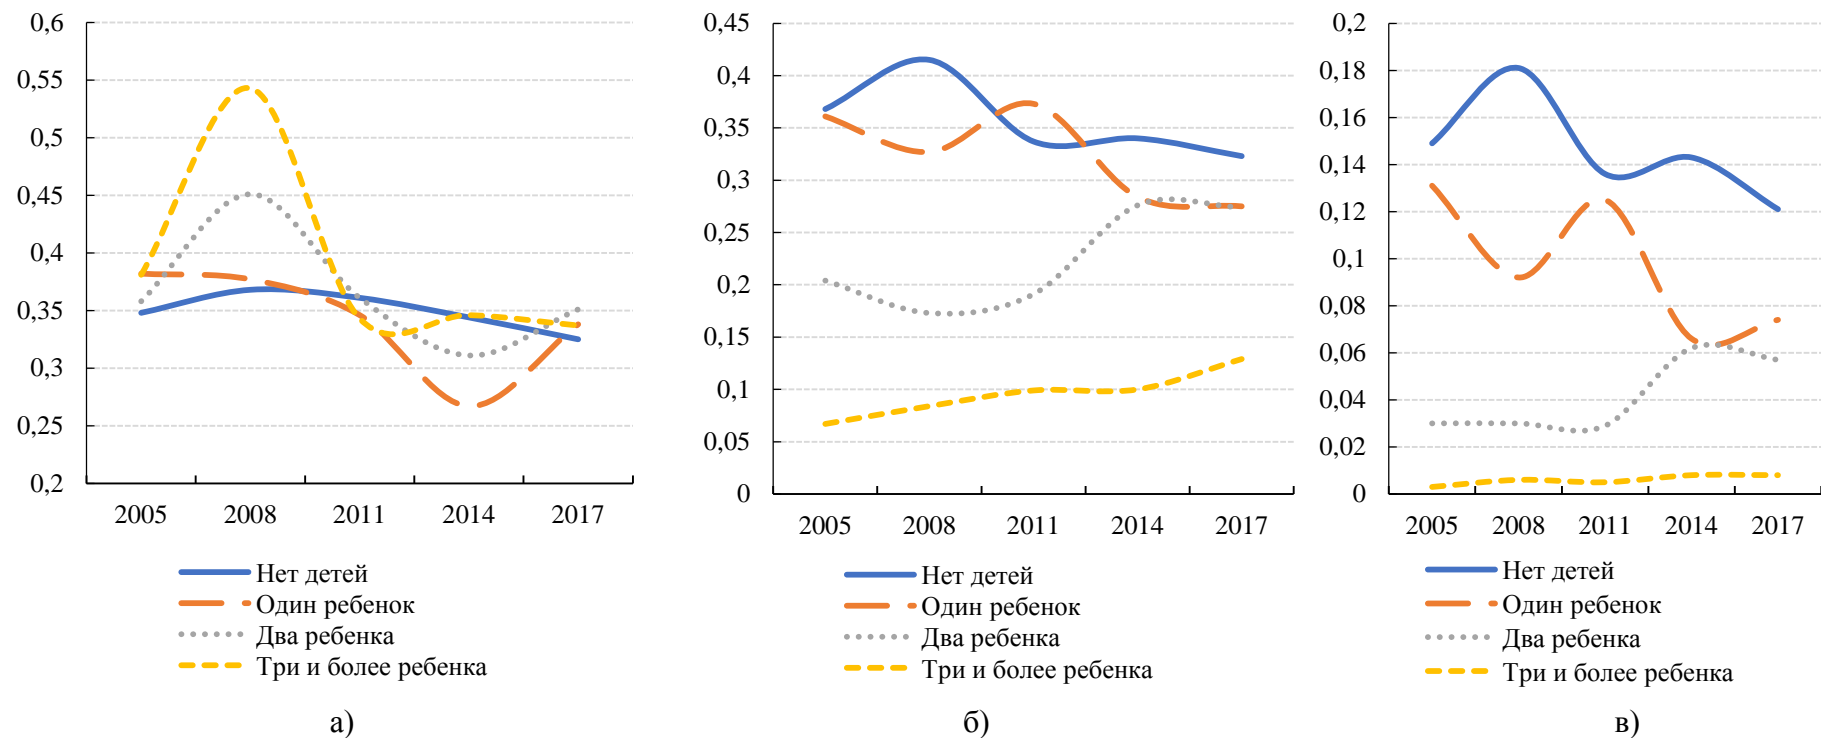 0,6
0,55
0,5
0,45
0,4
0,35
0,3
0,25
0,2
2005 2008 2011 2014 2017
Нет детей
Один ребенок
Два ребенка
Три и более ребенка
а)
0,45
0,4
0,35
0,3
0,25
0,2
0,15
0,1
0,05
0
2005 2008 2011 2014 2017
Нет детей
Один ребенок
Два ребенка
Три и более ребенка
б)
0,2
0,18
0,16
0,14
0,12
0,1
0,08
0,06
0,04
0,02
0
2005 2008 2011 2014 2017
Нет детей
Один ребенок
Два ребенка
Три и более ребенка
в)